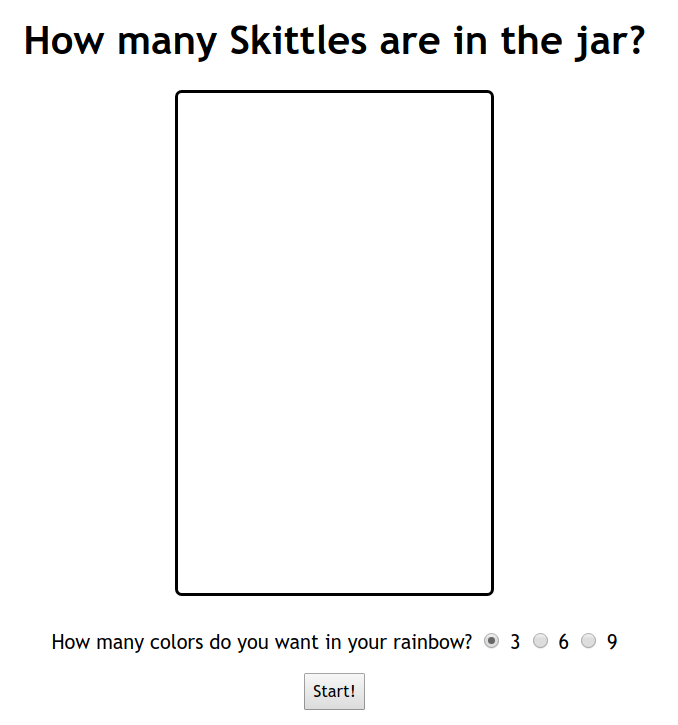 How many Skittles are in the jar?
How many colors do you want in your rainbow? 3 6 9
Start!